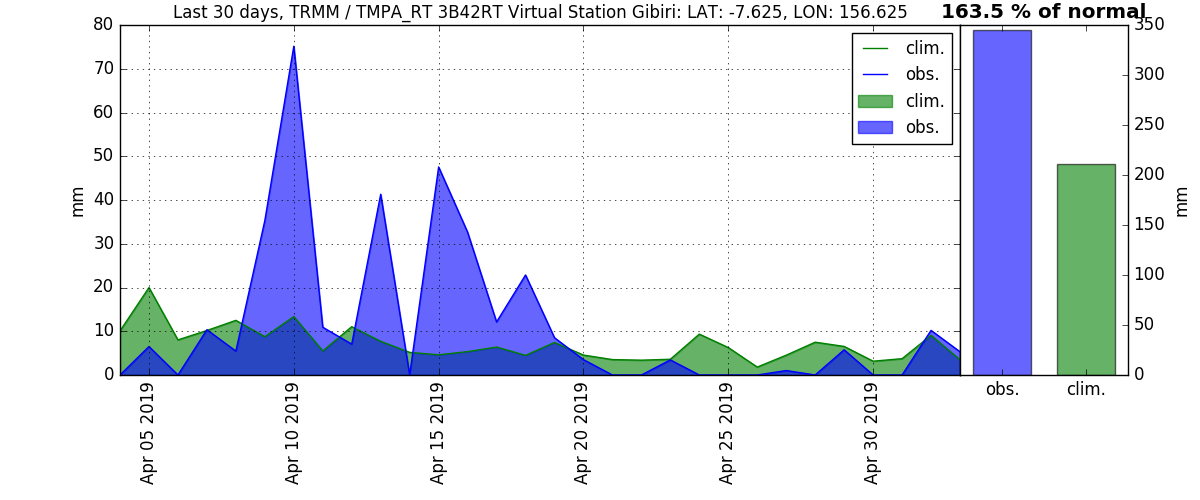 Last 30 days, TRMM / TMPA_RT 3B42RT Virtual Station Gibiri: LAT: -7.625, LON: 156.625
163.5 % of normal
80
70
60
50
40
30
20
10
0
mm
clim.
obs.
clim.
obs.
350
300
250
200
150
100
50
0
mm
obs.
clim.
Apr 05 2019
Apr 10 2019
Apr 15 2019
Apr 20 2019
Apr 25 2019
Apr 30 2019